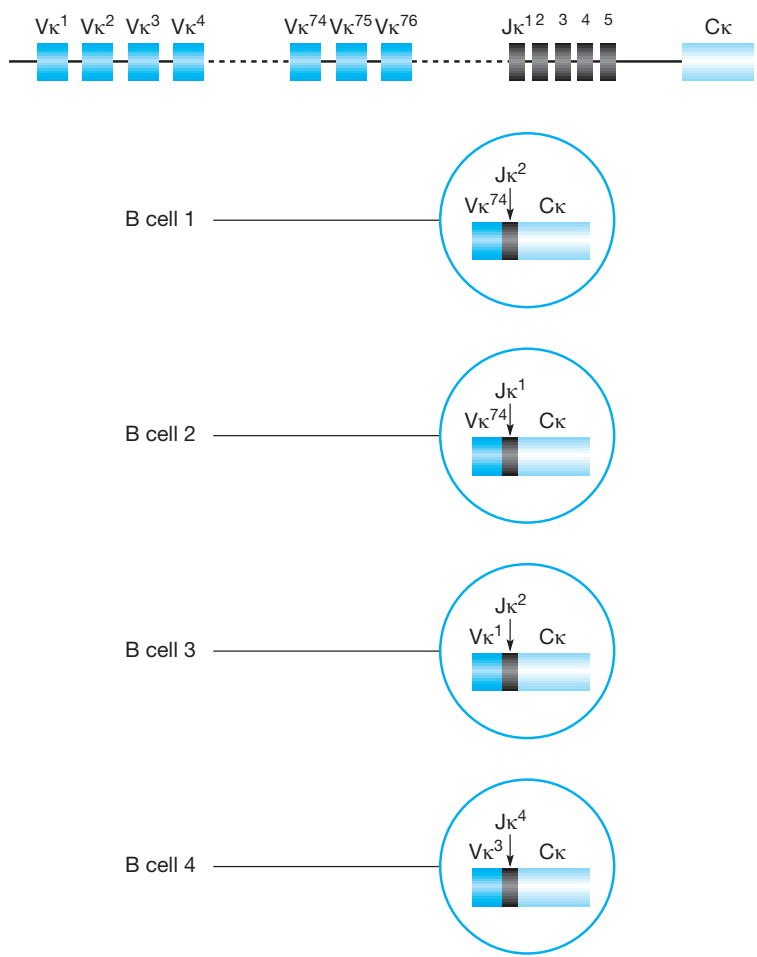 Vκ¹ Vκ² Vκ³ Vκ⁴ Vκ⁷⁴ Vκ⁷⁵ Vκ⁷⁶ Jκ¹ ² ³ ⁴ ⁵ Cκ
Jκ²
B cell 1 Vκ⁷⁴ Cκ
Jκ¹
B cell 2 Vκ⁷⁴ Cκ
Jκ²
B cell 3 Vκ¹ Cκ
Jκ⁴
B cell 4 Vκ³ Cκ